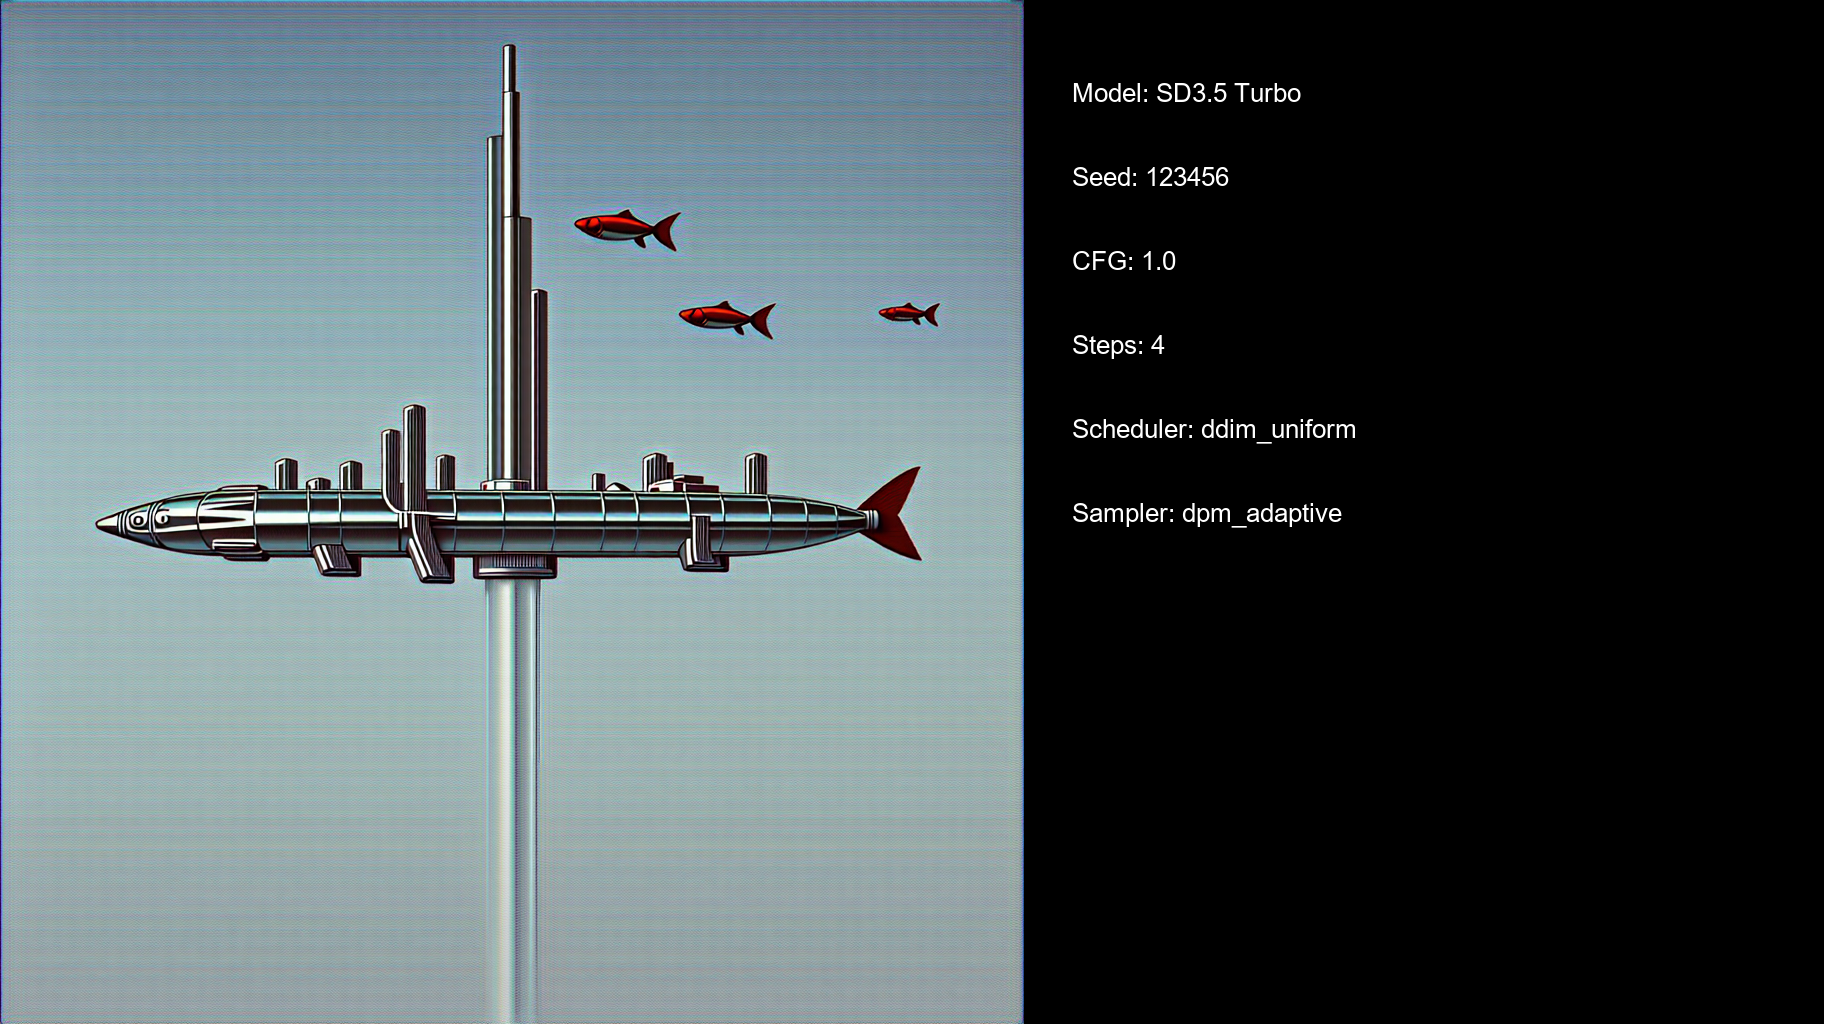 Model: SD3.5 Turbo
Seed: 123456
CFG: 1.0
Steps: 4
Scheduler: ddim_uniform
Sampler: dpm_adaptive